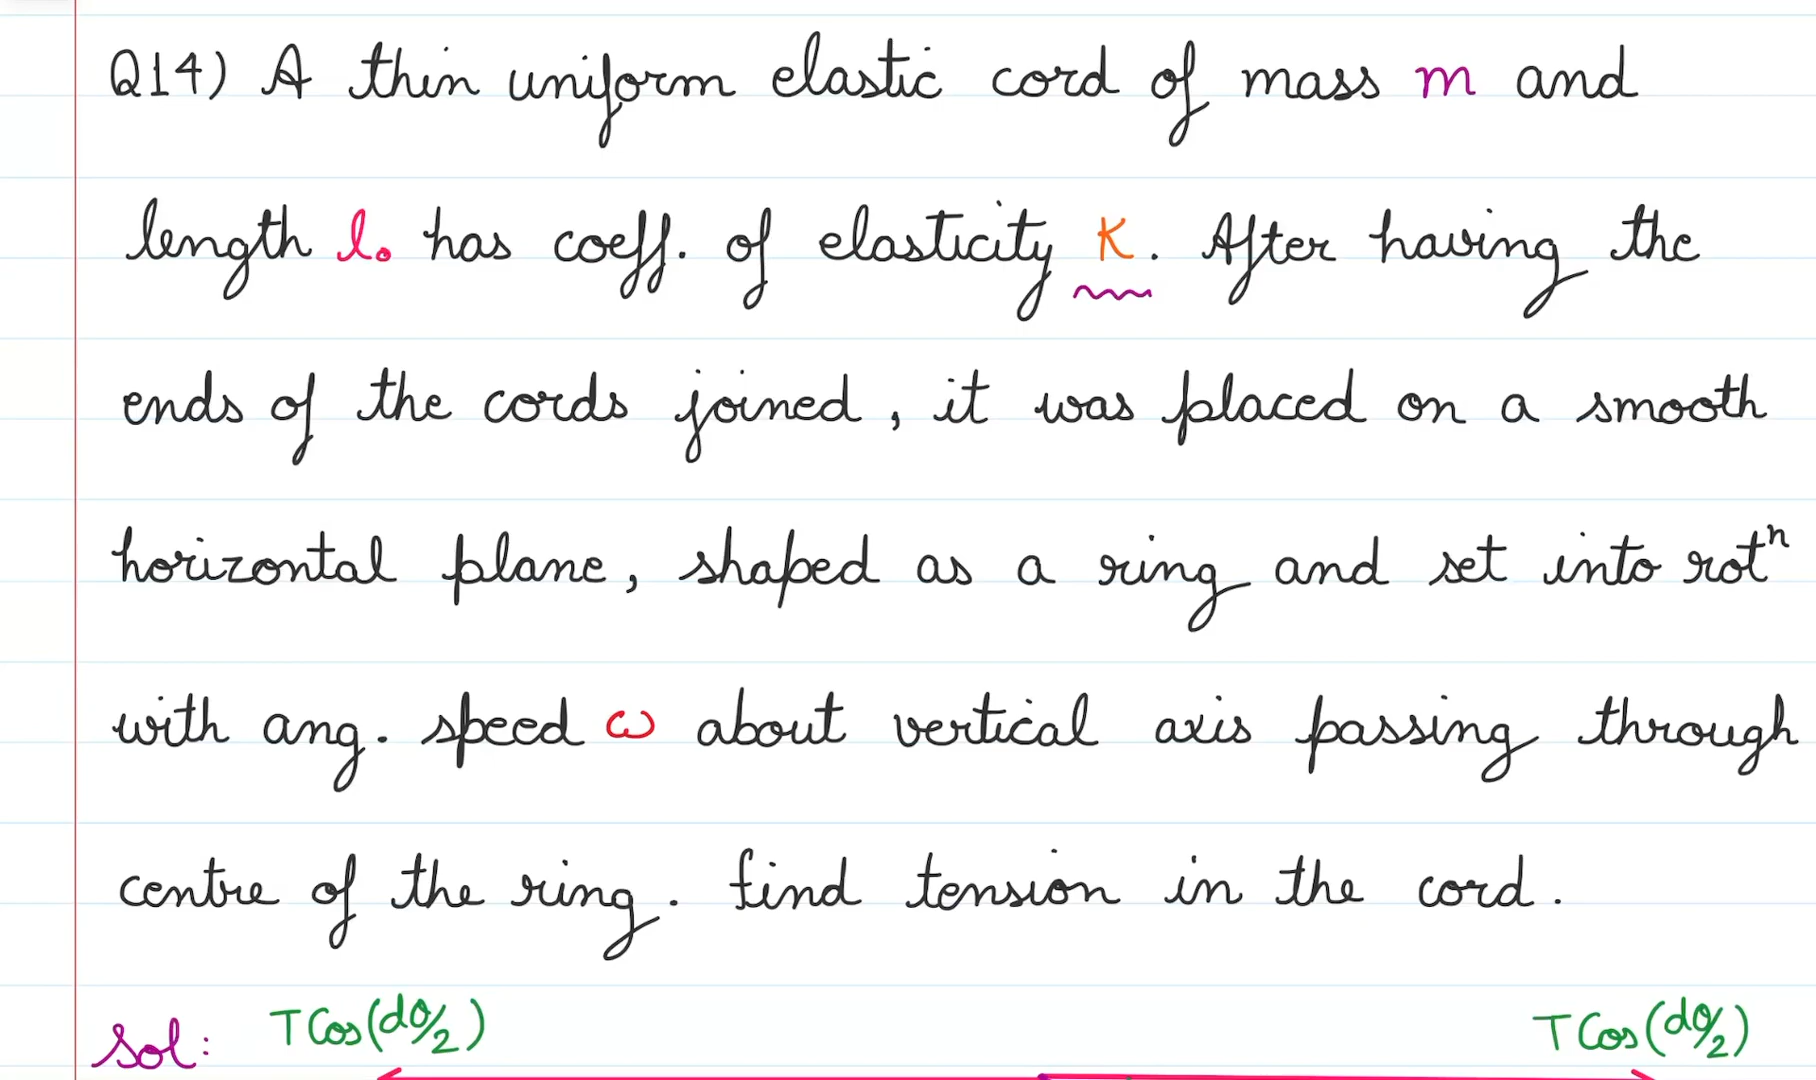 Q14) A thin uniform elastic cord of mass m and
length l₀ has coeff. of elasticity K. After having the
ends of the cords joined, it was placed on a smooth
horizontal plane, shaped as a ring and set into rotⁿ
with ang. speed ω about vertical axis passing through
centre of the ring. find tension in the cord.
Sol: TCos(dθ/2) TCos(dθ/2)